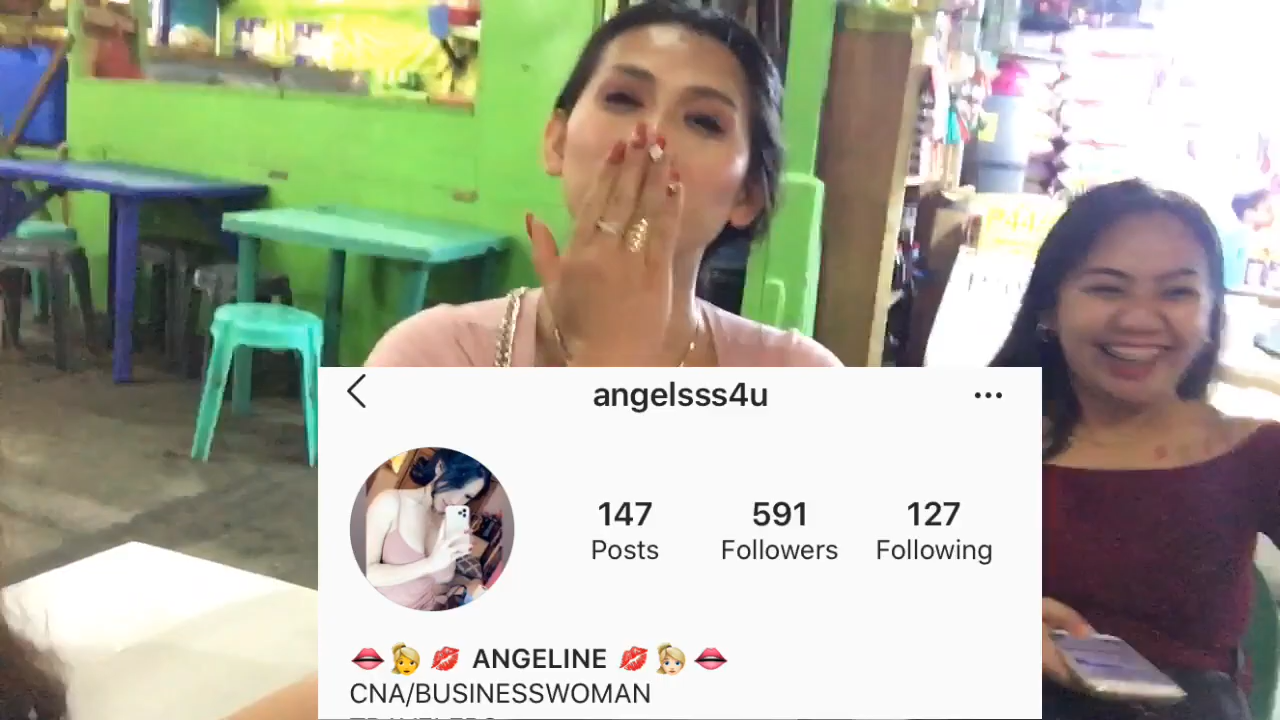 angelsss4u
147
591
127
Posts
Followers
Following
👄💁‍♀️💋 ANGELINE 💋👩🏼👄
CNA/BUSINESSWOMAN